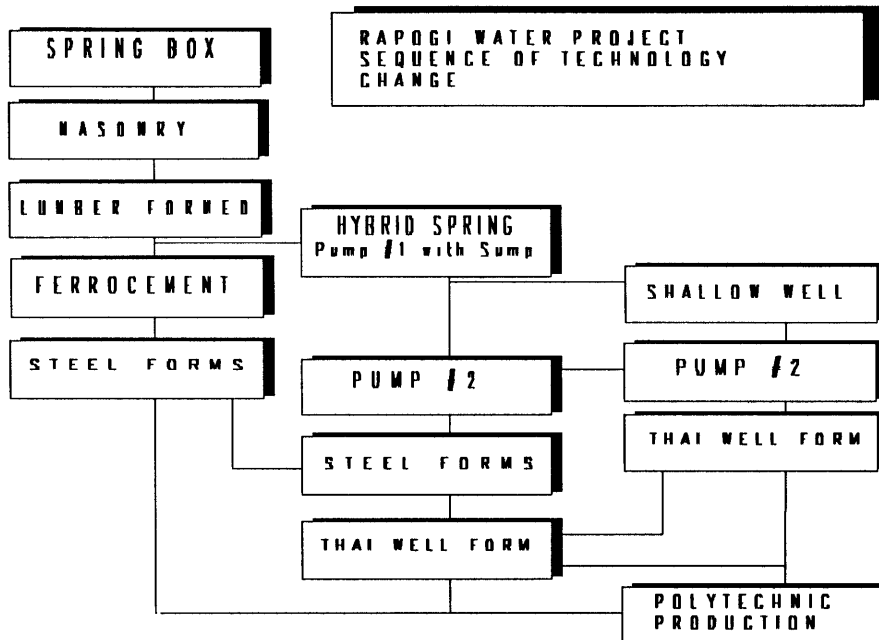 SPRING BOX
RAPOGI WATER PROJECT
SEQUENCE OF TECHNOLOGY
CHANGE
MASONRY
LUMBER FORMED
HYBRID SPRING
Pump #1 with Sump
FERROCEMENT
SHALLOW WELL
STEEL FORMS
PUMP #2
PUMP #2
THAI WELL FORM
STEEL FORMS
THAI WELL FORM
POLYTECHNIC
PRODUCTION